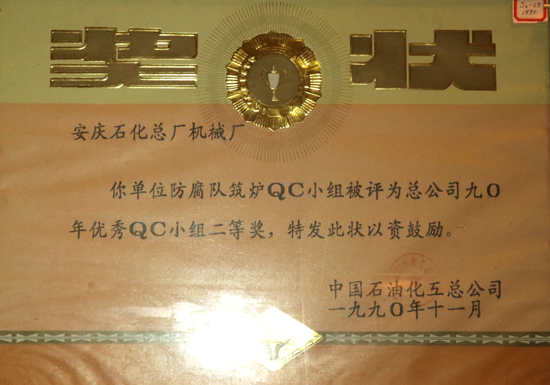 奖状
安庆石化总厂机械厂
你单位防腐队筑炉QC小组被评为总公司九〇
年优秀QC小组二等奖，特发此状以资鼓励。
中国石油化互总公司
一九九〇年十一月